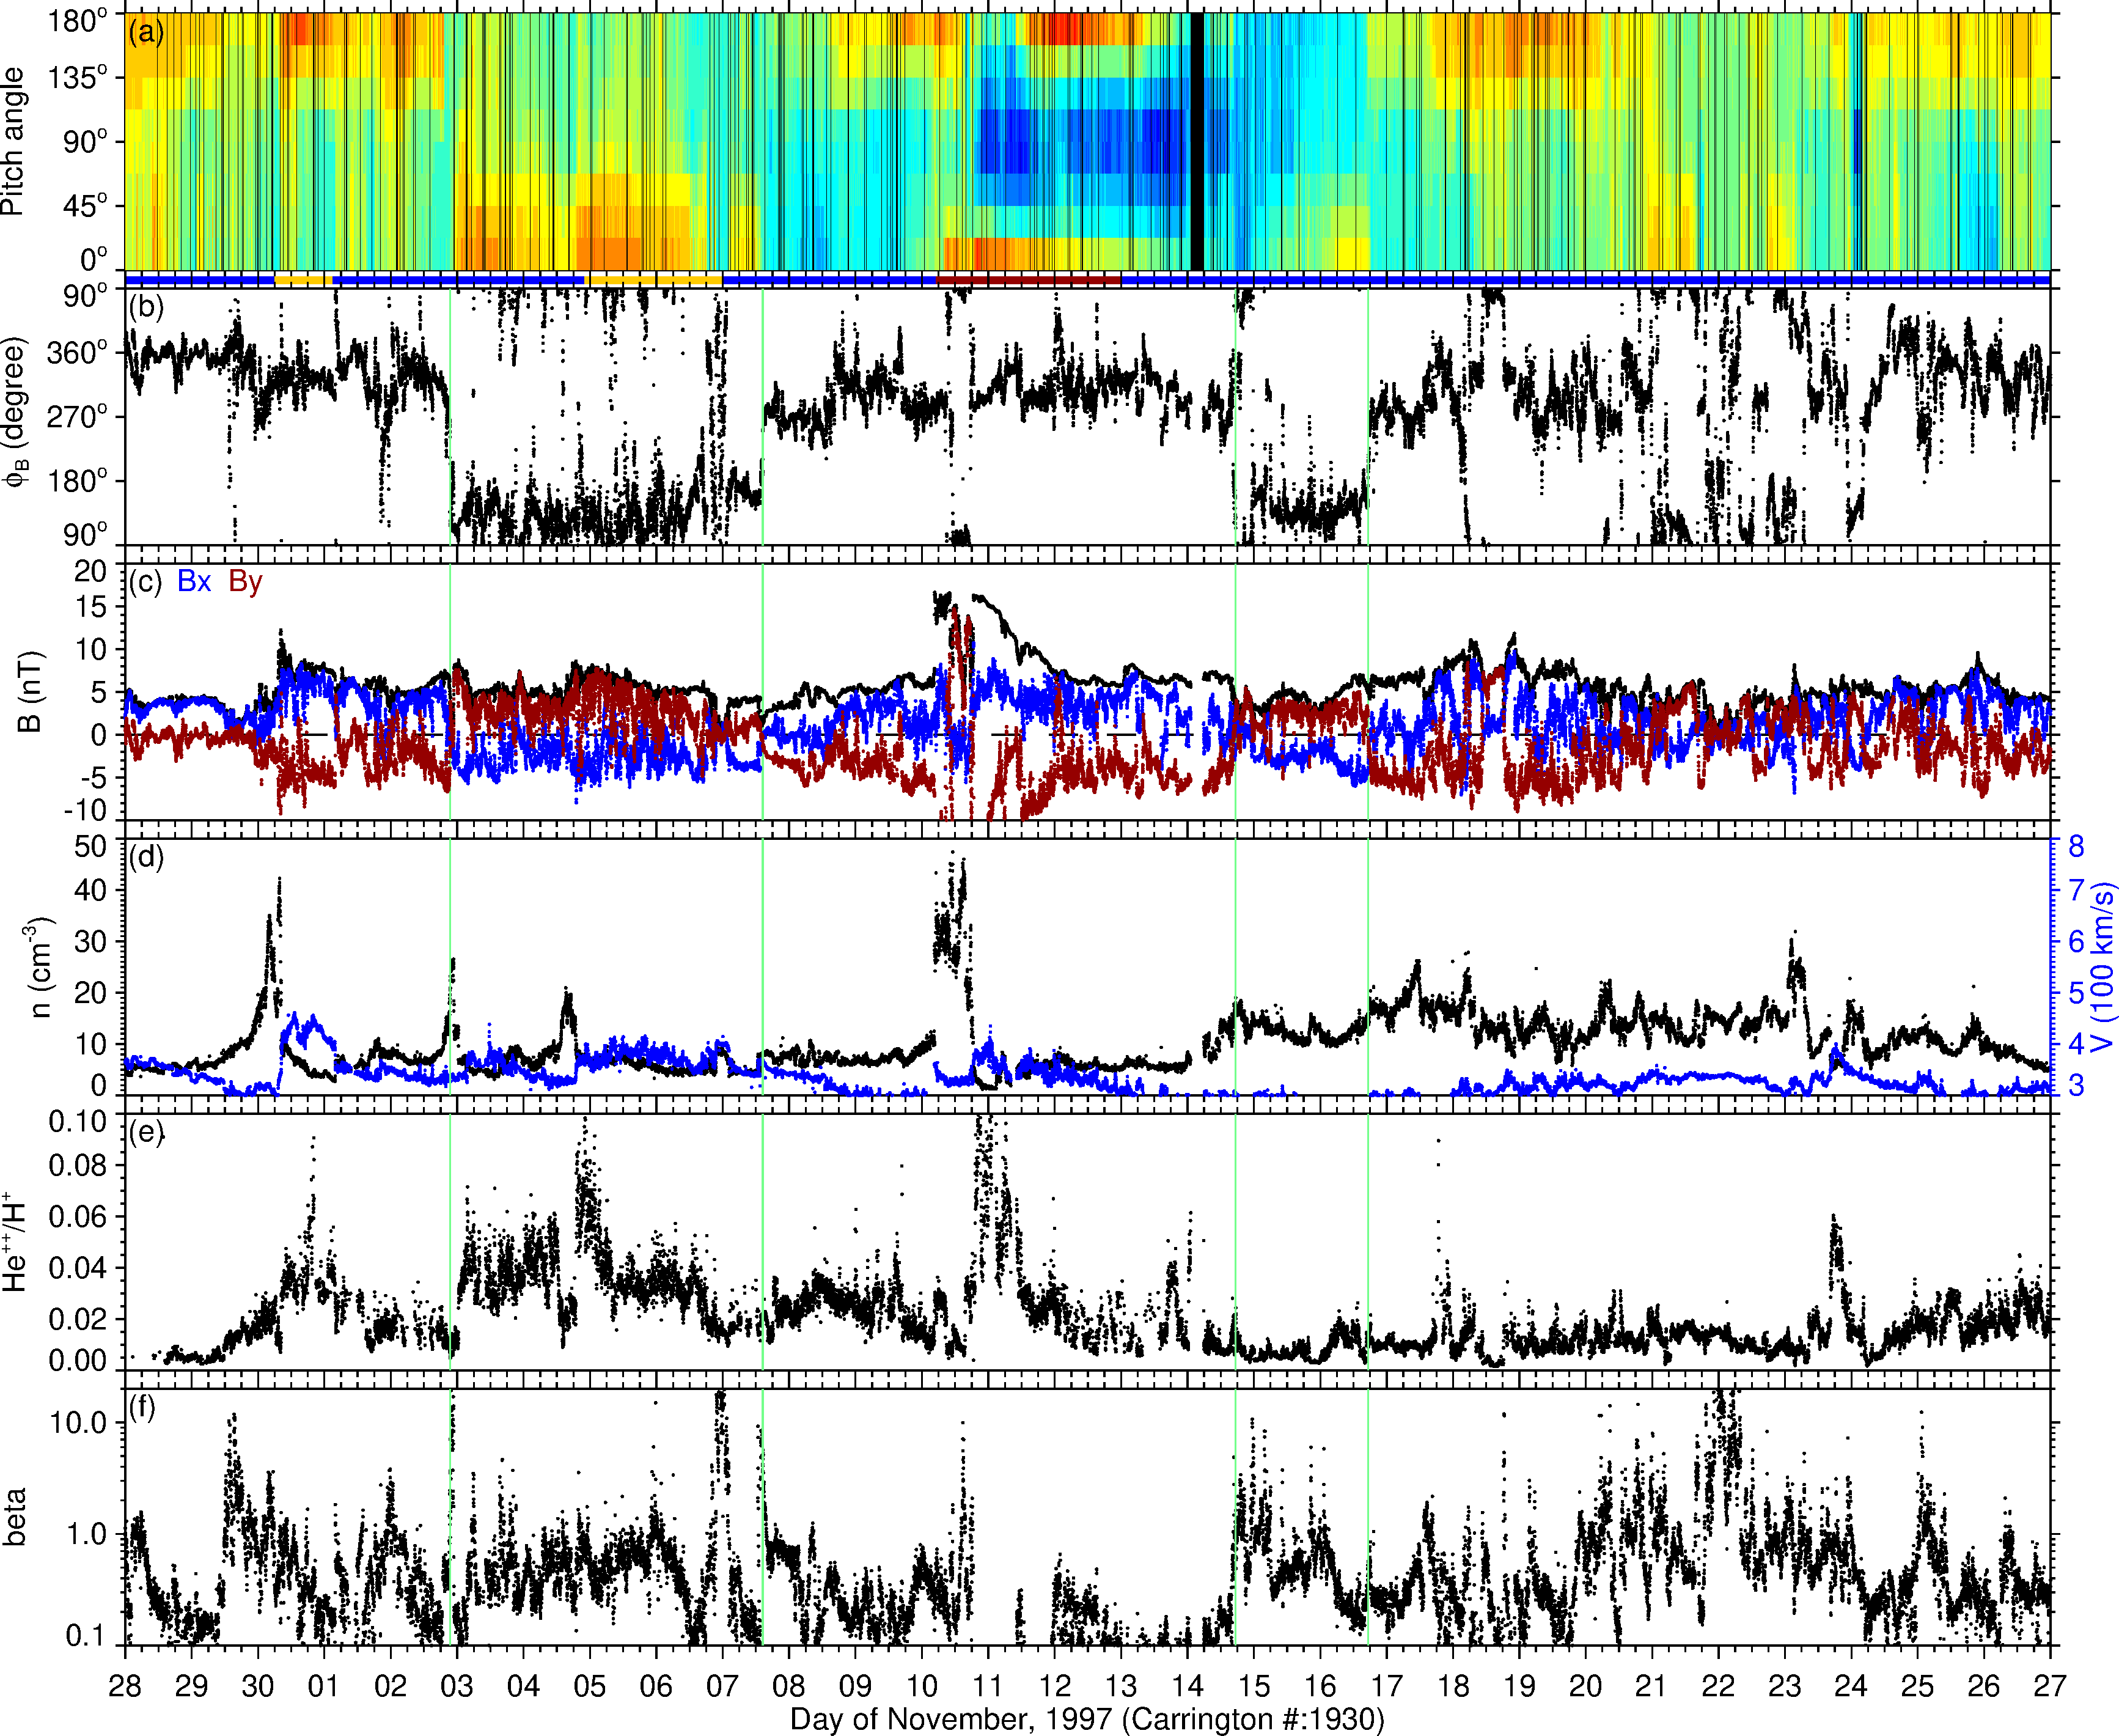 (a)
180°
135°
90°
45°
0°
Pitch angle
(b)
90°
360°
270°
180°
90°
ϕB (degree)
(c) Bx By
20
15
10
5
0
-5
-10
B (nT)
(d)
50
40
30
20
10
0
n (cm-3)
8
7
6
5
4
3
V (100 km/s)
(e)
0.10
0.08
0.06
0.04
0.02
0.00
He++/H+
(f)
10.0
1.0
0.1
beta
28 29 30 01 02 03 04 05 06 07 08 09 10 11 12 13 14 15 16 17 18 19 20 21 22 23 24 25 26 27
Day of November, 1997 (Carrington #:1930)